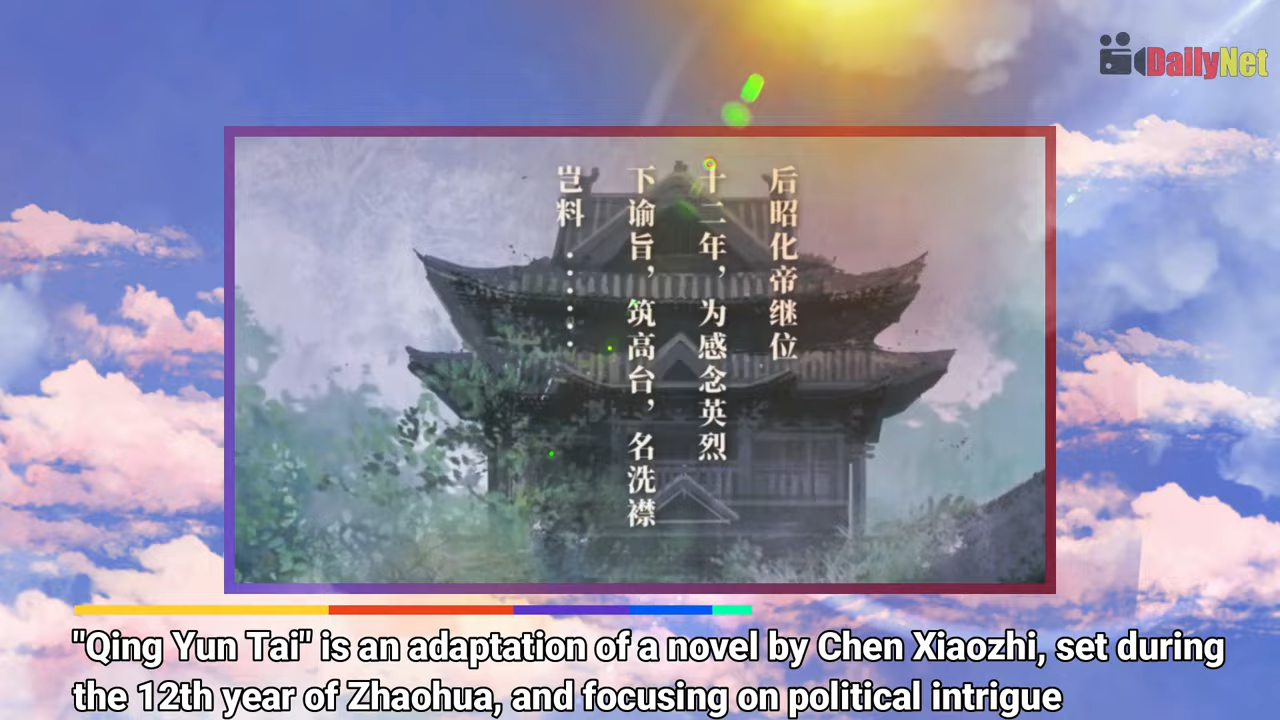 DailyNet
后昭化帝继位
十二年，为感念英烈
下谕旨，筑高台，名洗襟
岂料……
"Qing Yun Tai" is an adaptation of a novel by Chen Xiaozhi, set during
the 12th year of Zhaohua, and focusing on political intrigue